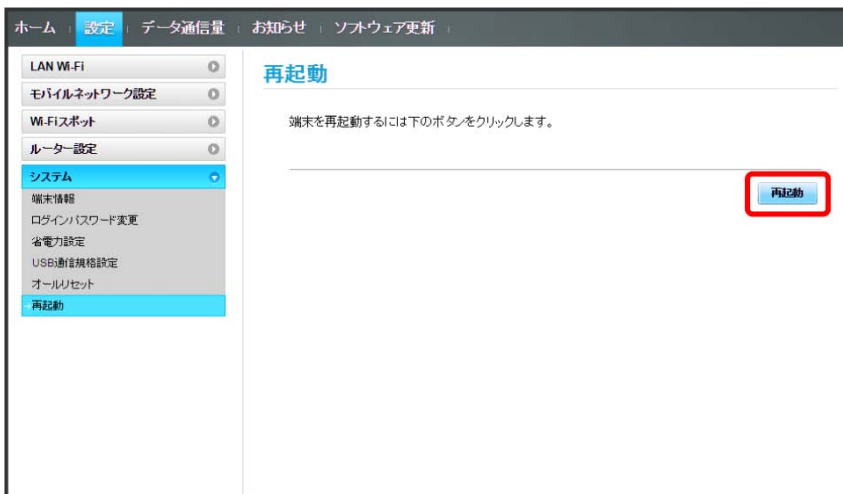 ホーム 設定 データ通信量 お知らせ ソフトウェア更新
LAN Wi-Fi
モバイルネットワーク設定
Wi-Fiスポット
ルーター設定
システム
端末情報
ログインパスワード変更
省電力設定
USB通信規格設定
オールリセット
再起動
再起動
端末を再起動するには下のボタンをクリックします。
再起動